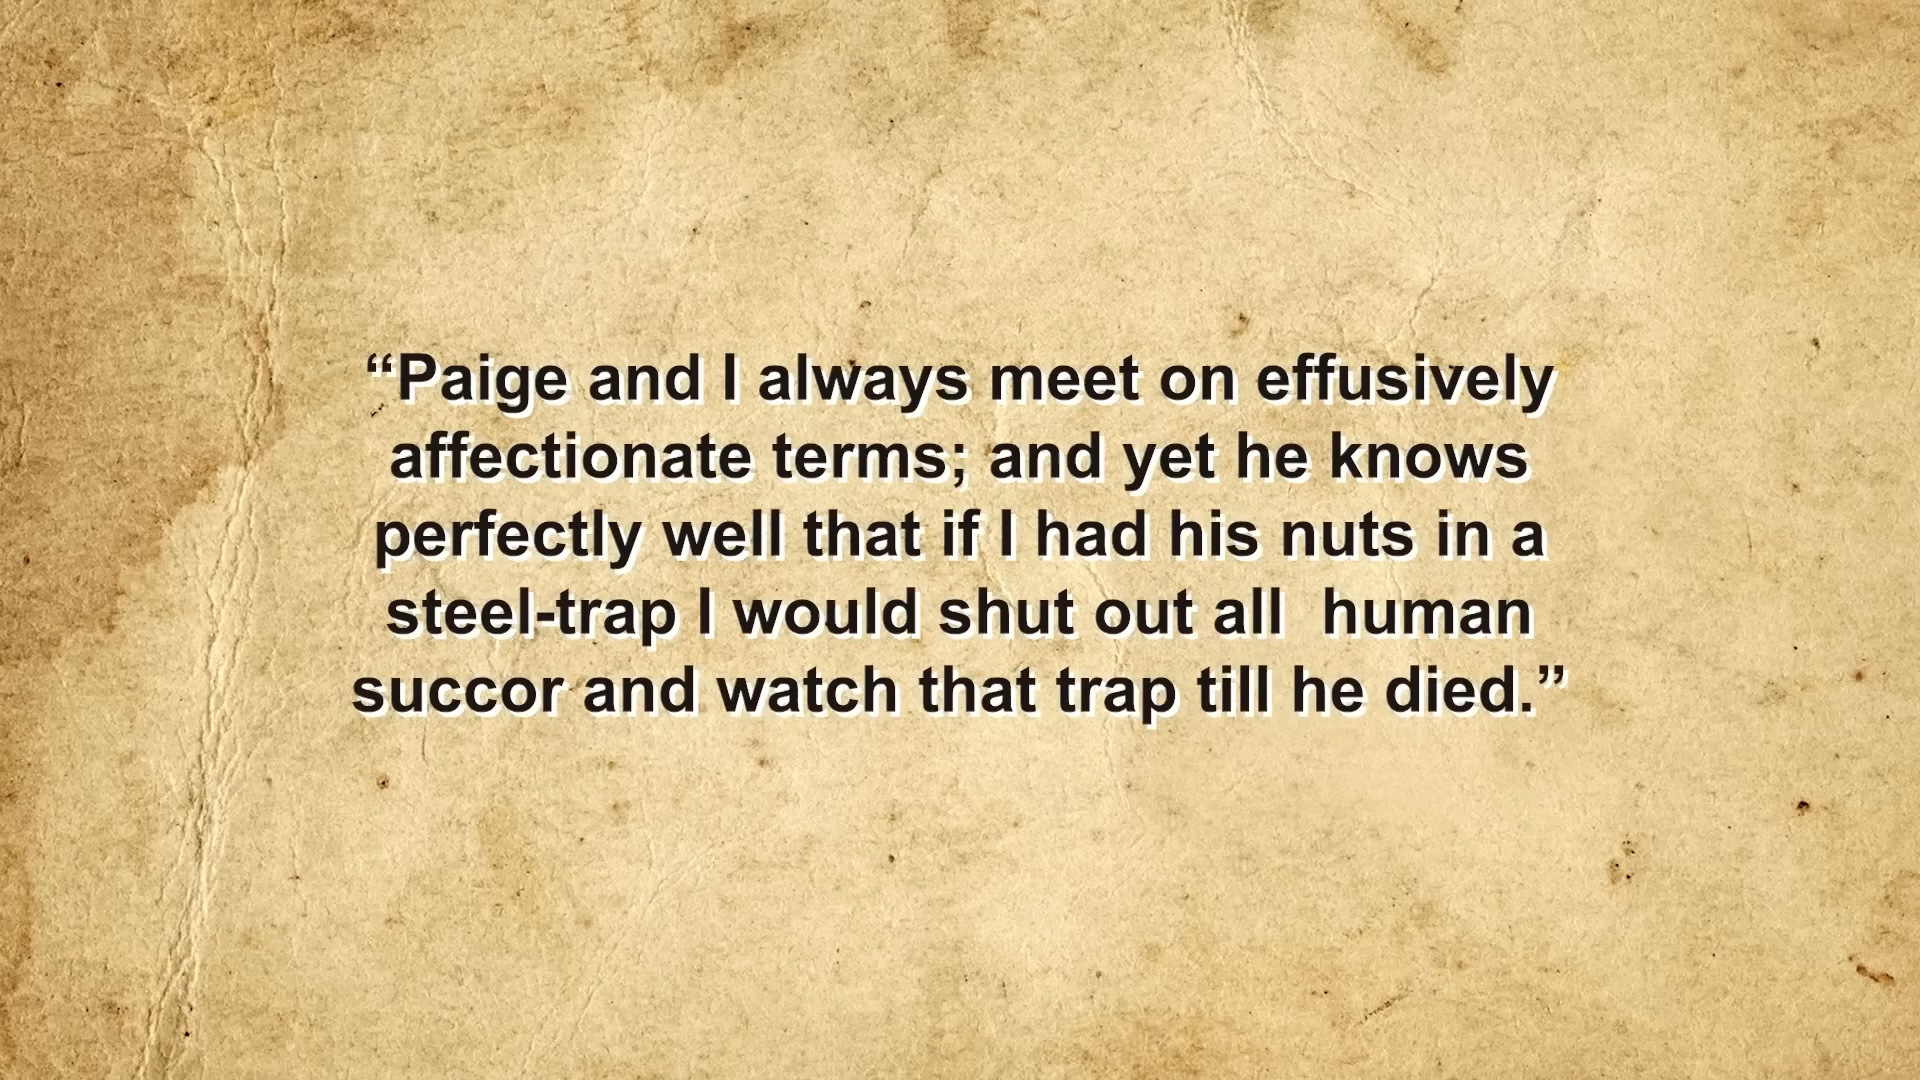 “Paige and I always meet on effusively
affectionate terms; and yet he knows
perfectly well that if I had his nuts in a
steel-trap I would shut out all  human
succor and watch that trap till he died.”